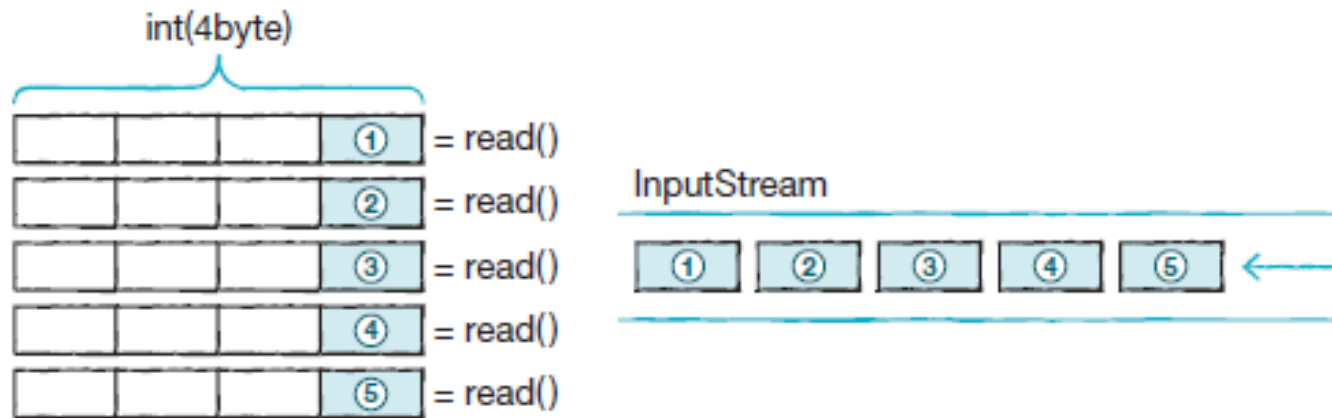 int(4byte)
① = read()
② = read()
③ = read()
④ = read()
⑤ = read()
InputStream
① ② ③ ④ ⑤